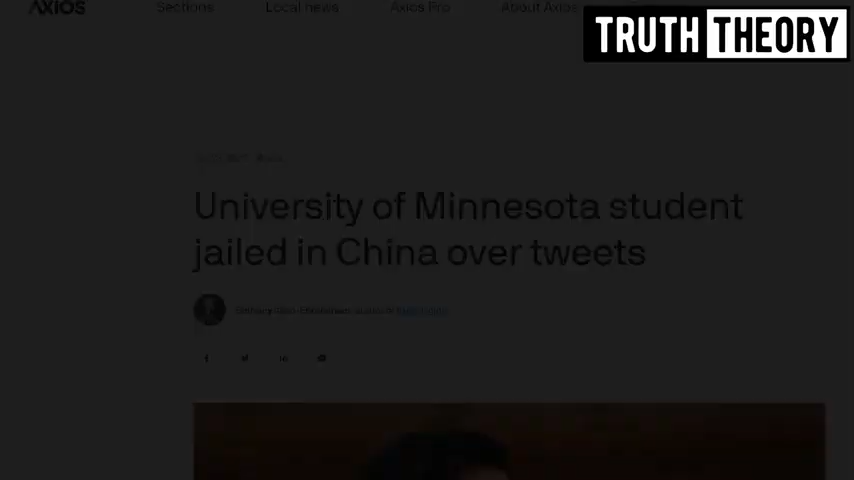 AXIOS
Sections Local news Axios Pro About Axios
TRUTH THEORY
University of Minnesota student
jailed in China over tweets